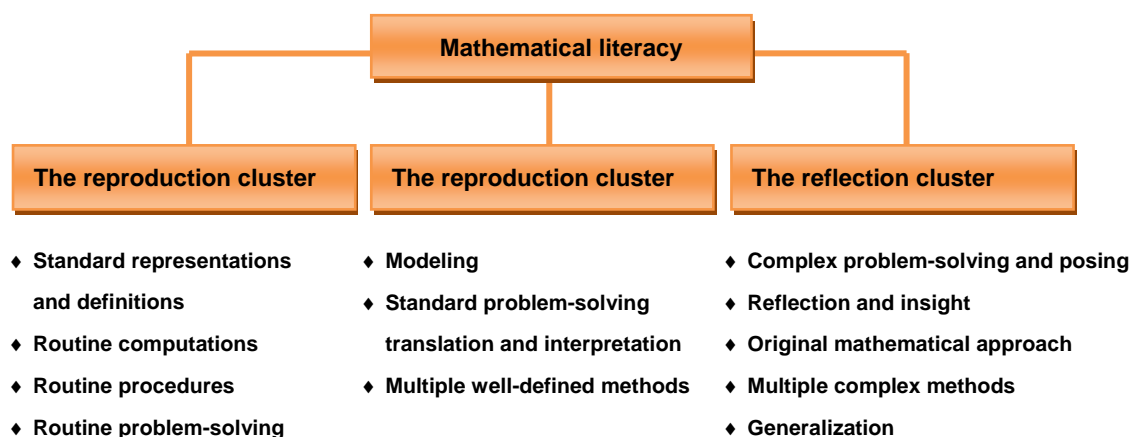 Mathematical literacy
The reproduction cluster
♦ Standard representations
and definitions
♦ Routine computations
♦ Routine procedures
♦ Routine problem-solving
The reproduction cluster
♦ Modeling
♦ Standard problem-solving
translation and interpretation
♦ Multiple well-defined methods
The reflection cluster
♦ Complex problem-solving and posing
♦ Reflection and insight
♦ Original mathematical approach
♦ Multiple complex methods
♦ Generalization